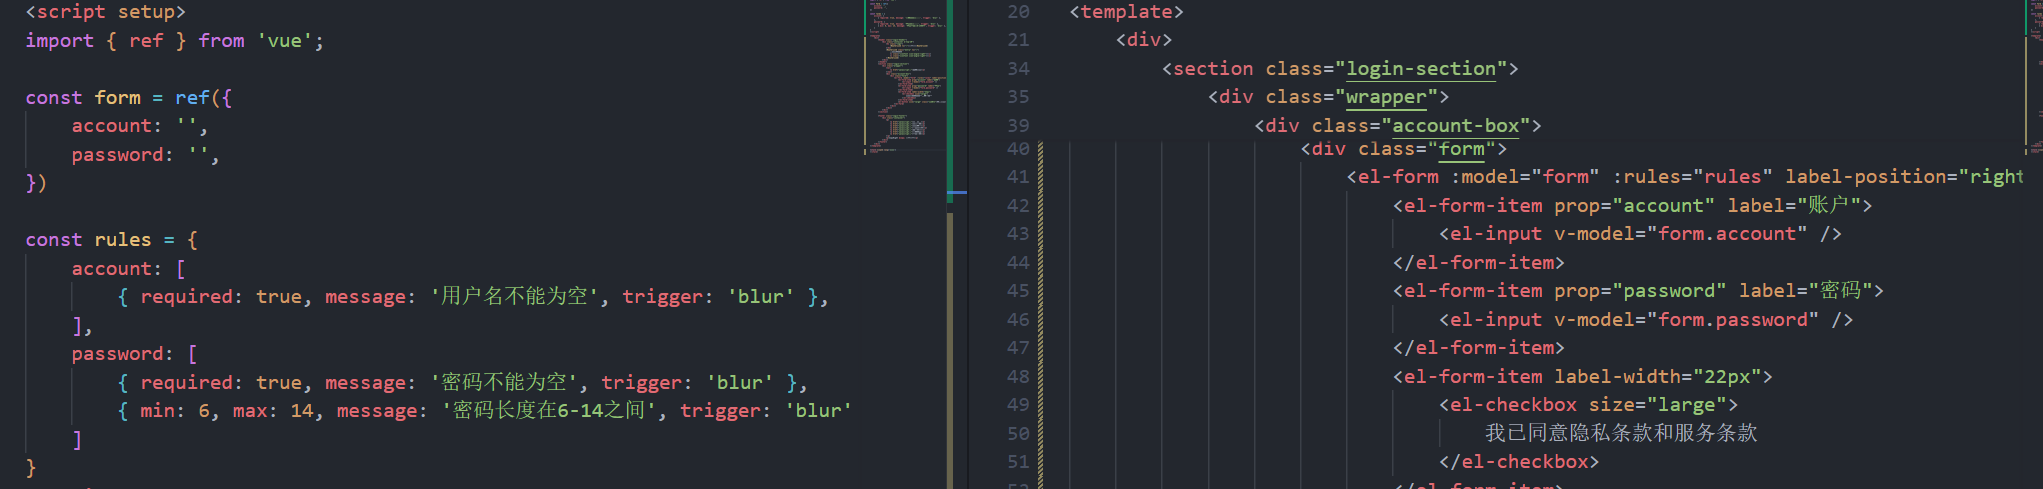 <script setup>
import { ref } from 'vue';
const form = ref({
account: '',
password: '',
})
const rules = {
account: [
{ required: true, message: '用户名不能为空', trigger: 'blur' },
],
password: [
{ required: true, message: '密码不能为空', trigger: 'blur' },
{ min: 6, max: 14, message: '密码长度在6-14之间', trigger: 'blur'
]
}
20 <template>
21 <div>
34 <section class="login-section">
35 <div class="wrapper">
39 <div class="account-box">
40 <div class="form">
41 <el-form :model="form" :rules="rules" label-position="right
42 <el-form-item prop="account" label="账户">
43 <el-input v-model="form.account" />
44 </el-form-item>
45 <el-form-item prop="password" label="密码">
46 <el-input v-model="form.password" />
47 </el-form-item>
48 <el-form-item label-width="22px">
49 <el-checkbox size="large">
50 我已同意隐私条款和服务条款
51 </el-checkbox>
52 </el-form-item>